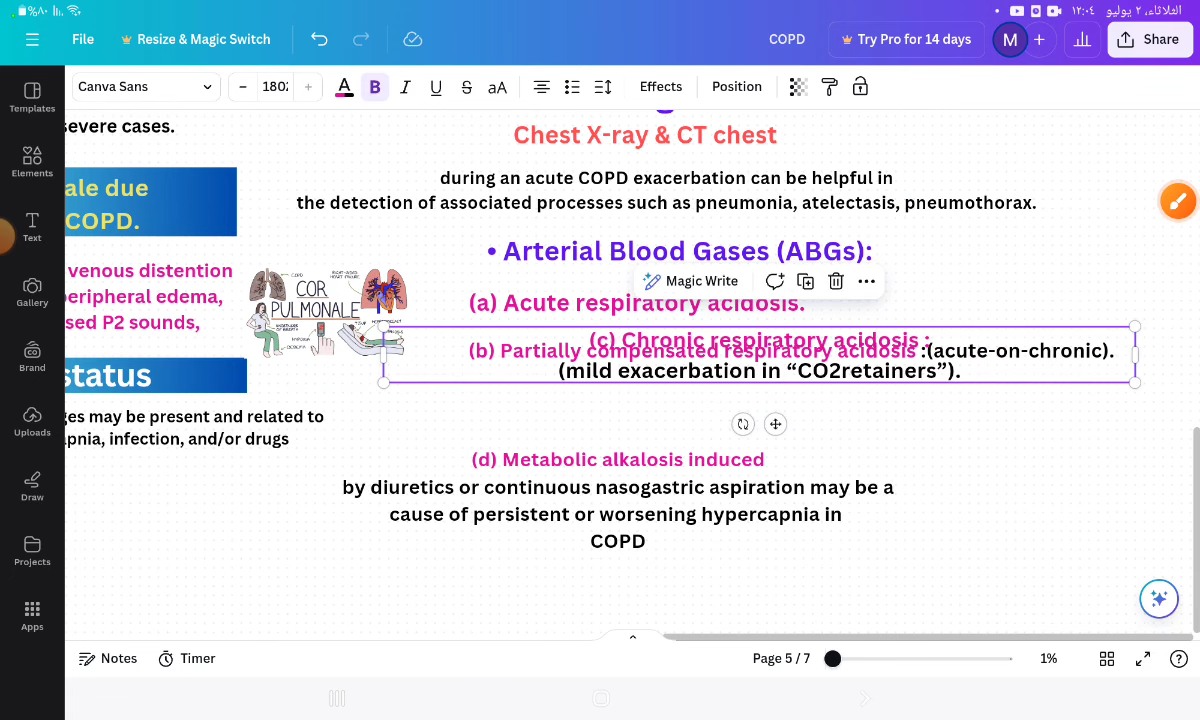 %٨٠
١٢:٠٤ الثلاثاء، ٢ يوليو
File
Resize & Magic Switch
COPD
Try Pro for 14 days
M
+
Share
Canva Sans
1802
A
B
I
U
S
aA
Effects
Position
Templates
Elements
Text
Gallery
Brand
Uploads
Draw
Projects
Apps
severe cases.
ale due
COPD.
venous distention
peripheral edema,
sed P2 sounds,
status
ges may be present and related to
apnia, infection, and/or drugs
COR
PULMONALE
Chest X-ray & CT chest
during an acute COPD exacerbation can be helpful in
the detection of associated processes such as pneumonia, atelectasis, pneumothorax.
• Arterial Blood Gases (ABGs):
Magic Write
(a) Acute respiratory acidosis.
(c) Chronic respiratory acidosis :
(b) Partially compensated respiratory acidosis :(acute-on-chronic).
(mild exacerbation in “CO2retainers”).
(d) Metabolic alkalosis induced
by diuretics or continuous nasogastric aspiration may be a
cause of persistent or worsening hypercapnia in
COPD
Notes
Timer
Page 5 / 7
1%